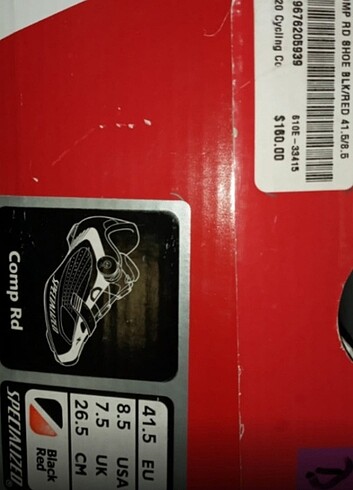 OMP RD SHOE BLK/RED 41.5/8.5
9676205939
20 Cycling Co
610E-33415
$160.00
SPECIALIZED
Comp Rd
41.5 EU
8.5 USA
7.5 UK
26.5 CM
Black
Red
SPECIALIZED